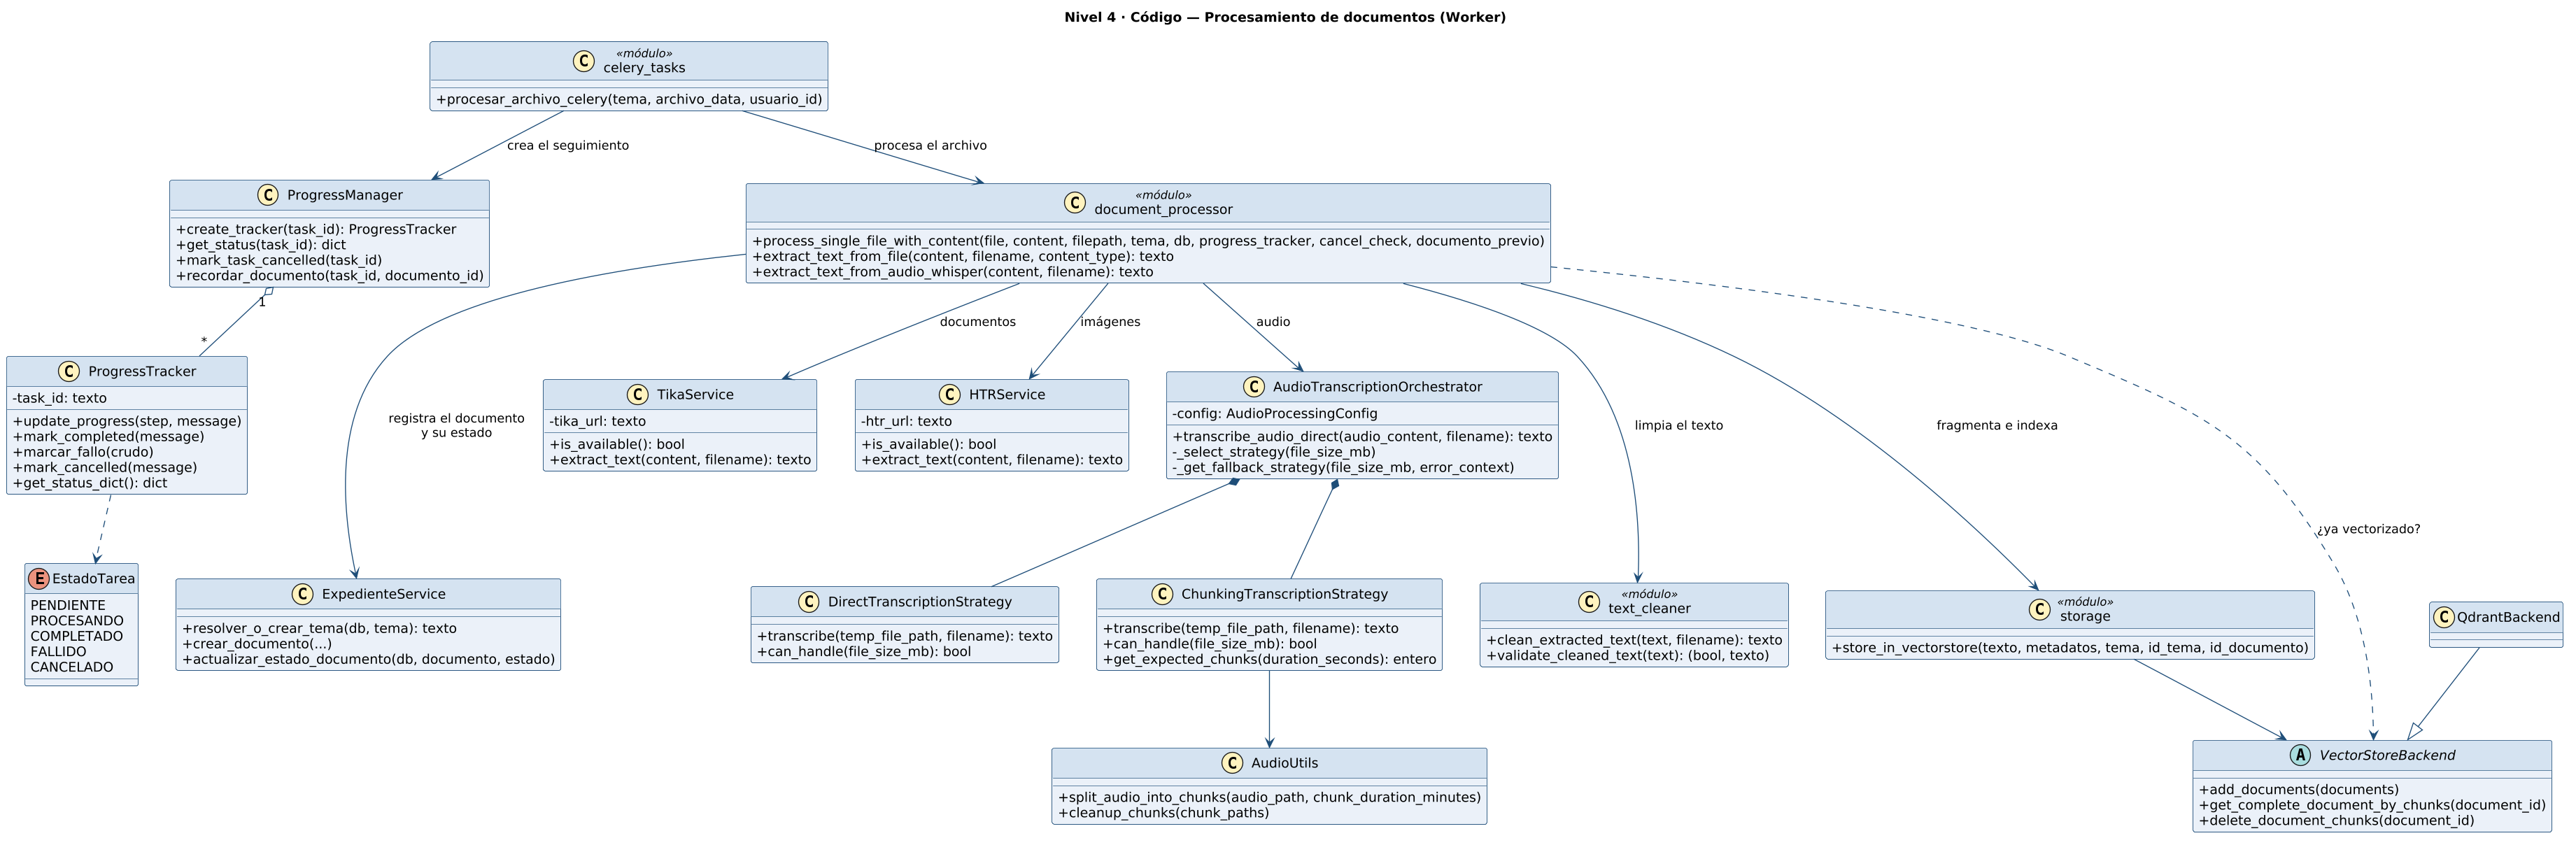 Nivel 4 · Código — Procesamiento de documentos (Worker)
C
«módulo»
celery_tasks
+procesar_archivo_celery(tema, archivo_data, usuario_id)
crea el seguimiento
procesa el archivo
C ProgressManager
+create_tracker(task_id): ProgressTracker
+get_status(task_id): dict
+mark_task_cancelled(task_id)
+recordar_documento(task_id, documento_id)
C
«módulo»
document_processor
+process_single_file_with_content(file, content, filepath, tema, db, progress_tracker, cancel_check, documento_previo)
+extract_text_from_file(content, filename, content_type): texto
+extract_text_from_audio_whisper(content, filename): texto
1
*
documentos
imágenes
audio
C ProgressTracker
-task_id: texto
+update_progress(step, message)
+mark_completed(message)
+marcar_fallo(crudo)
+mark_cancelled(message)
+get_status_dict(): dict
registra el documento
y su estado
C TikaService
-tika_url: texto
+is_available(): bool
+extract_text(content, filename): texto
C HTRService
-htr_url: texto
+is_available(): bool
+extract_text(content, filename): texto
C AudioTranscriptionOrchestrator
-config: AudioProcessingConfig
+transcribe_audio_direct(audio_content, filename): texto
-_select_strategy(file_size_mb)
-_get_fallback_strategy(file_size_mb, error_context)
limpia el texto
fragmenta e indexa
¿ya vectorizado?
E EstadoTarea
PENDIENTE
PROCESANDO
COMPLETADO
FALLIDO
CANCELADO
C ExpedienteService
+resolver_o_crear_tema(db, tema): texto
+crear_documento(...)
+actualizar_estado_documento(db, documento, estado)
C DirectTranscriptionStrategy
+transcribe(temp_file_path, filename): texto
+can_handle(file_size_mb): bool
C ChunkingTranscriptionStrategy
+transcribe(temp_file_path, filename): texto
+can_handle(file_size_mb): bool
+get_expected_chunks(duration_seconds): entero
C
«módulo»
text_cleaner
+clean_extracted_text(text, filename): texto
+validate_cleaned_text(text): (bool, texto)
C
«módulo»
storage
+store_in_vectorstore(texto, metadatos, tema, id_tema, id_documento)
C QdrantBackend
C AudioUtils
+split_audio_into_chunks(audio_path, chunk_duration_minutes)
+cleanup_chunks(chunk_paths)
A VectorStoreBackend
+add_documents(documents)
+get_complete_document_by_chunks(document_id)
+delete_document_chunks(document_id)